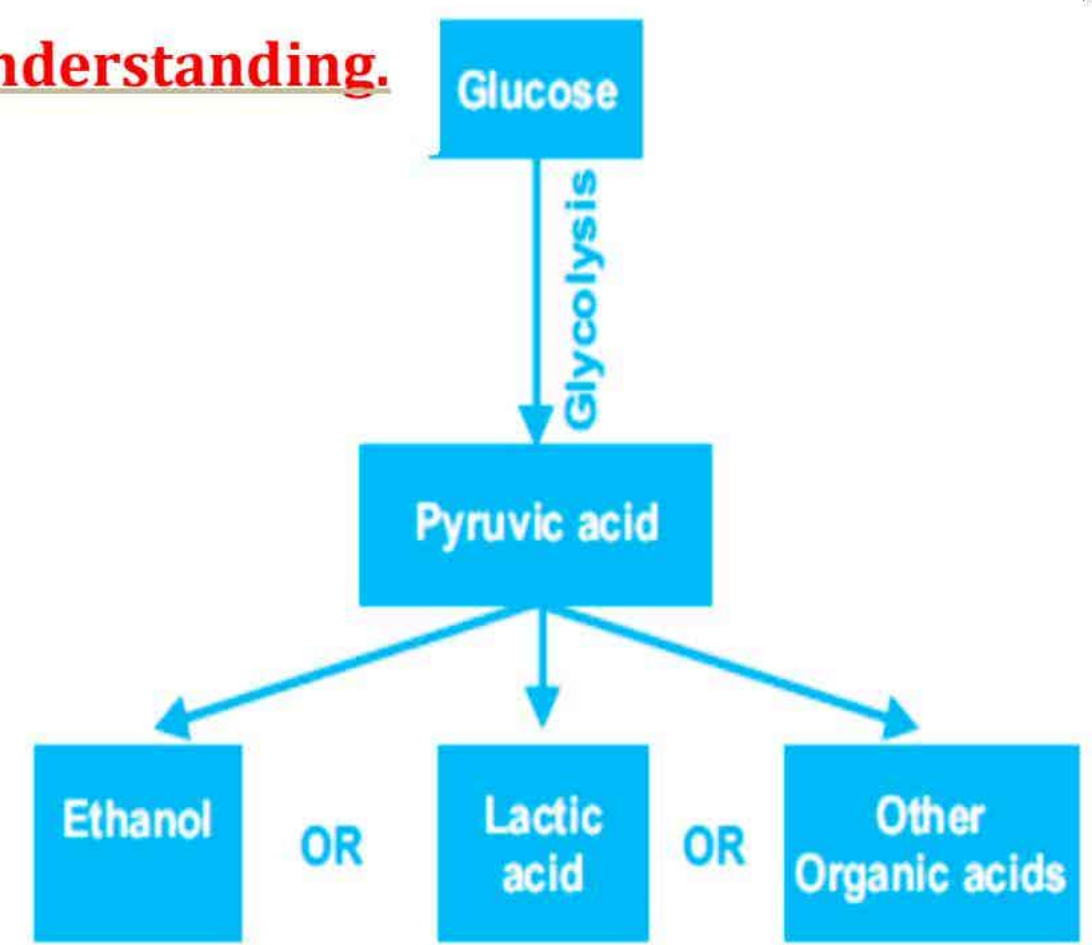 nderstanding.
Glucose
Glycolysis
Pyruvic acid
Ethanol
OR
Lactic
acid
OR
Other
Organic acids